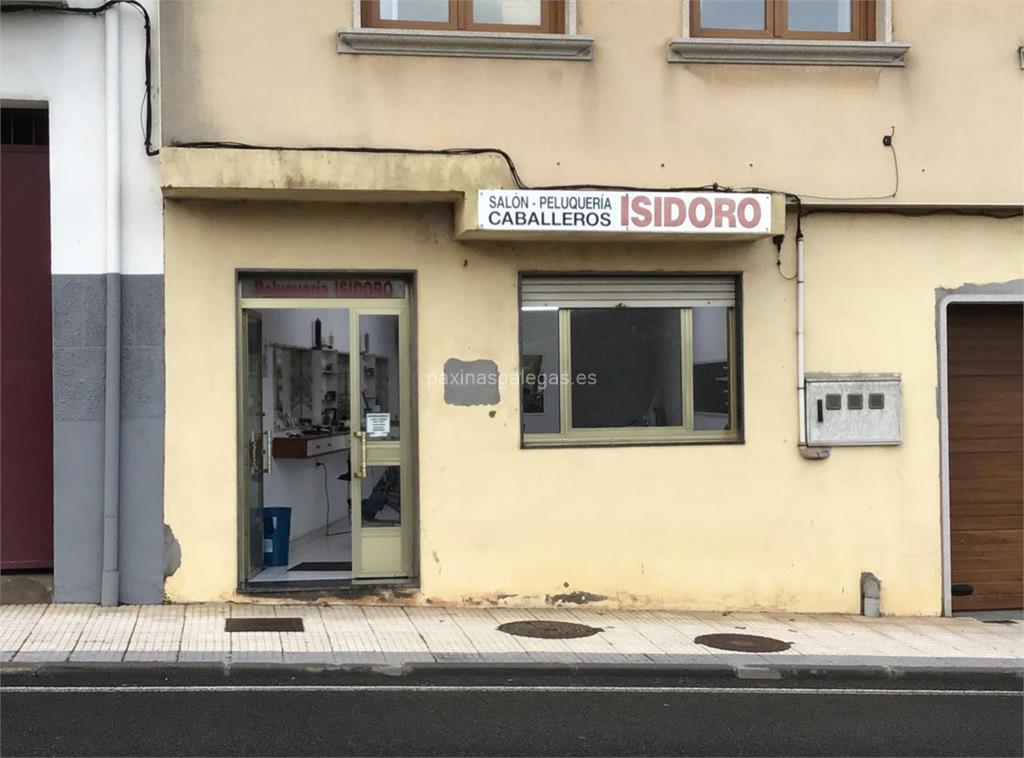 SALÓN - PELUQUERÍA
CABALLEROS
ISIDORO
Peluquería ISIDORO
paxinasgalegas.es